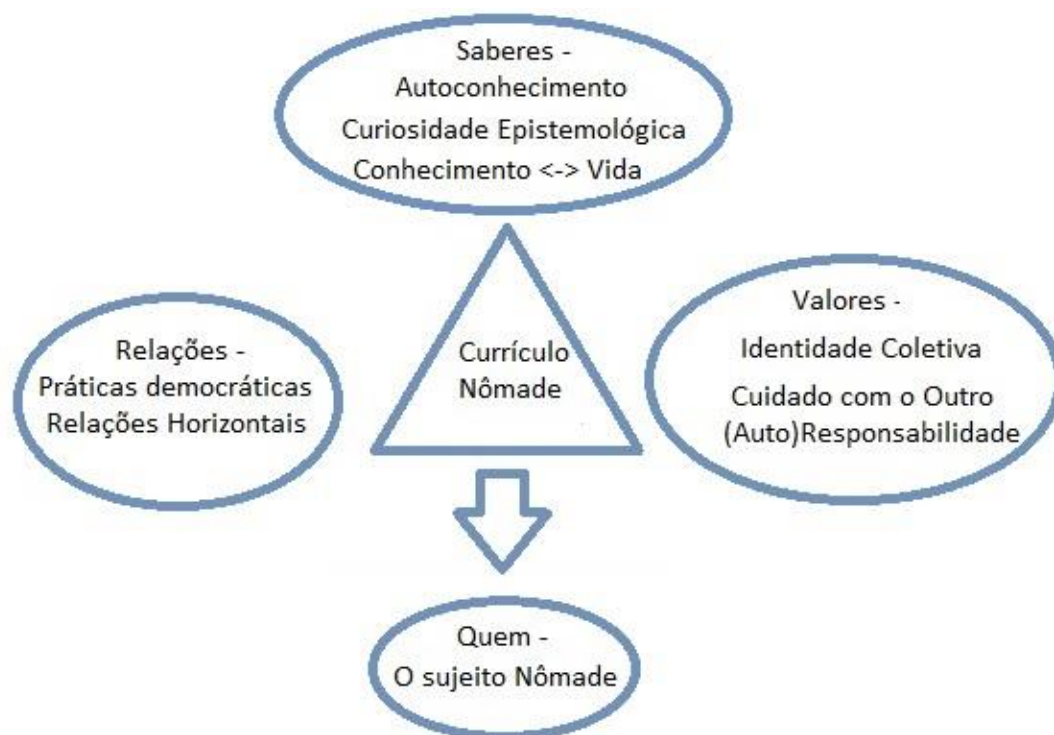 Saberes -
Autoconhecimento
Curiosidade Epistemológica
Conhecimento <-> Vida
Relações -
Práticas democráticas
Relações Horizontais
Currículo
Nômade
Valores -
Identidade Coletiva
Cuidado com o Outro
(Auto)Responsabilidade
Quem -
O sujeito Nômade